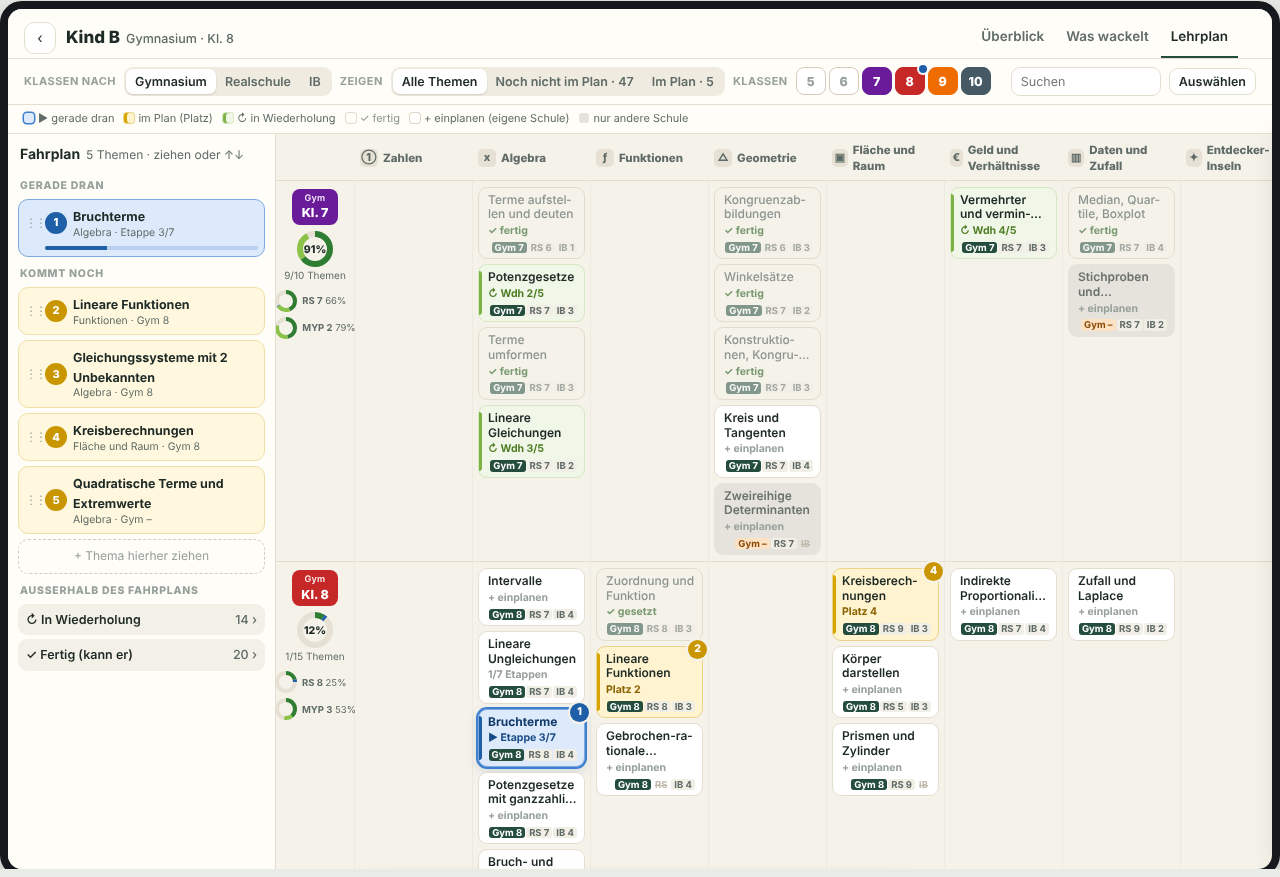 ‹ Kind B Gymnasium · Kl. 8
Überblick Was wackelt Lehrplan
KLASSEN NACH Gymnasium Realschule IB ZEIGEN Alle Themen Noch nicht im Plan · 47 Im Plan · 5 KLASSEN 5 6 7 8 9 10 Suchen Auswählen
▶ gerade dran im Plan (Platz) ↻ in Wiederholung ✓ fertig + einplanen (eigene Schule) nur andere Schule
Fahrplan 5 Themen · ziehen oder ↑↓
GERADE DRAN
1 Bruchterme
Algebra · Etappe 3/7
KOMMT NOCH
2 Lineare Funktionen
Funktionen · Gym 8
3 Gleichungssysteme mit 2
Unbekannten
Algebra · Gym 8
4 Kreisberechnungen
Fläche und Raum · Gym 8
5 Quadratische Terme und
Extremwerte
Algebra · Gym –
+ Thema hierher ziehen
AUSSERHALB DES FAHRPLANS
↻ In Wiederholung 14 ›
✓ Fertig (kann er) 20 ›
1 Zahlen
x Algebra
ƒ Funktionen
△ Geometrie
Fläche und
Raum
€ Geld und
Verhältnisse
Daten und
Zufall
Entdecker-
Inseln
Gym
Kl. 7
91%
9/10 Themen
RS 7 66%
MYP 2 79%
Terme aufstel-
len und deuten
✓ fertig
Gym 7 RS 6 IB 1
Potenzgesetze
↻ Wdh 2/5
Gym 7 RS 7 IB 3
Terme
umformen
✓ fertig
Gym 7 RS 7 IB 3
Lineare
Gleichungen
↻ Wdh 3/5
Gym 7 RS 7 IB 2
Kongruenzab-
bildungen
✓ fertig
Gym 7 RS 6 IB 3
Winkelsätze
✓ fertig
Gym 7 RS 7 IB 2
Konstruktio-
nen, Kongru-...
✓ fertig
Gym 7 RS 7 IB 3
Kreis und
Tangenten
+ einplanen
Gym 7 RS 7 IB 4
Zweireihige
Determinanten
+ einplanen
Gym – RS 7 IB
Vermehrter
und vermin-...
↻ Wdh 4/5
Gym 7 RS 7 IB 3
Median, Quar-
tile, Boxplot
✓ fertig
Gym 7 RS 7 IB 4
Stichproben
und...
+ einplanen
Gym – RS 7 IB 2
Gym
Kl. 8
12%
1/15 Themen
RS 8 25%
MYP 3 53%
Intervalle
+ einplanen
Gym 8 RS 7 IB 4
Lineare
Ungleichungen
1/7 Etappen
Gym 8 RS 7 IB 4
1
Bruchterme
▶ Etappe 3/7
Gym 8 RS 8 IB 4
Potenzgesetze
mit ganzzahli...
+ einplanen
Gym 8 RS 7 IB 4
Bruch- und
Zuordnung und
Funktion
✓ gesetzt
Gym 8 RS 8 IB 3
2
Lineare
Funktionen
Platz 2
Gym 8 RS 8 IB 3
Gebrochen-ra-
tionale...
+ einplanen
Gym 8 RS IB 4
4
Kreisberech-
nungen
Platz 4
Gym 8 RS 9 IB 3
Körper
darstellen
+ einplanen
Gym 8 RS 5 IB 3
Prismen und
Zylinder
+ einplanen
Gym 8 RS 9 IB
Indirekte
Proportionali...
+ einplanen
Gym 8 RS 7 IB 4
Zufall und
Laplace
+ einplanen
Gym 8 RS 9 IB 2